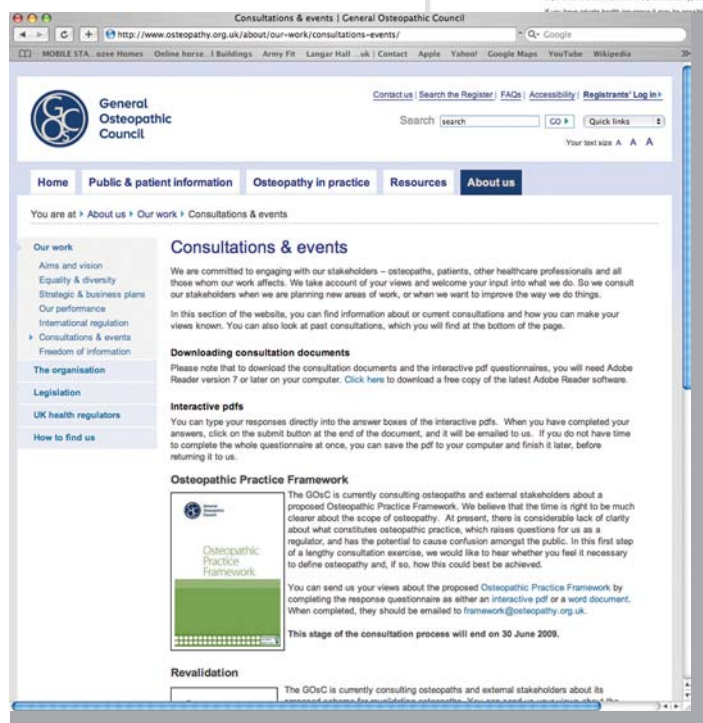 Consultations & events | General Osteopathic Council
http://www.osteopathy.org.uk/about/our-work/consultations-events/
Google
MOBILE STA...azee Homes Online horse...l Buildings Army Fit Langar Hall ...uk | Contact Apple Yahoo! Google Maps YouTube Wikipedia
General
Osteopathic
Council
Contact us | Search the Register | FAQs | Accessibility | Registrants' Log in
Search search GO Quick links
Your text size A A A
Home Public & patient information Osteopathy in practice Resources About us
You are at About us Our work Consultations & events
Our work
Aims and vision
Equality & diversity
Strategic & business plans
Our performance
International regulation
Consultations & events
Freedom of information
The organisation
Legislation
UK health regulators
How to find us
Consultations & events
We are committed to engaging with our stakeholders – osteopaths, patients, other healthcare professionals and all
those whom our work affects. We take account of your views and welcome your input into what we do. So we consult
our stakeholders when we are planning new areas of work, or when we want to improve the way we do things.
In this section of the website, you can find information about or current consultations and how you can make your
views known. You can also look at past consultations, which you will find at the bottom of the page.
Downloading consultation documents
Please note that to download the consultation documents and the interactive pdf questionnaires, you will need Adobe
Reader version 7 or later on your computer. Click here to download a free copy of the latest Adobe Reader software.
Interactive pdfs
You can type your responses directly into the answer boxes of the interactive pdfs. When you have completed your
answers, click on the submit button at the end of the document, and it will be emailed to us. If you do not have time
to complete the whole questionnaire at once, you can save the pdf to your computer and finish it later, before
returning it to us.
Osteopathic Practice Framework
General
Osteopathic
Council
Osteopathic
Practice
Framework
The GOsC is currently consulting osteopaths and external stakeholders about a
proposed Osteopathic Practice Framework. We believe that the time is right to be much
clearer about the scope of osteopathy. At present, there is considerable lack of clarity
about what constitutes osteopathic practice, which raises questions for us as a
regulator, and has the potential to cause confusion amongst the public. In this first step
of a lengthy consultation exercise, we would like to hear whether you feel it necessary
to define osteopathy and, if so, how this could best be achieved.
You can send us your views about the proposed Osteopathic Practice Framework by
completing the response questionnaire as either an interactive pdf or a word document.
When completed, they should be emailed to framework@osteopathy.org.uk.
This stage of the consultation process will end on 30 June 2009.
Revalidation
The GOsC is currently consulting osteopaths and external stakeholders about its